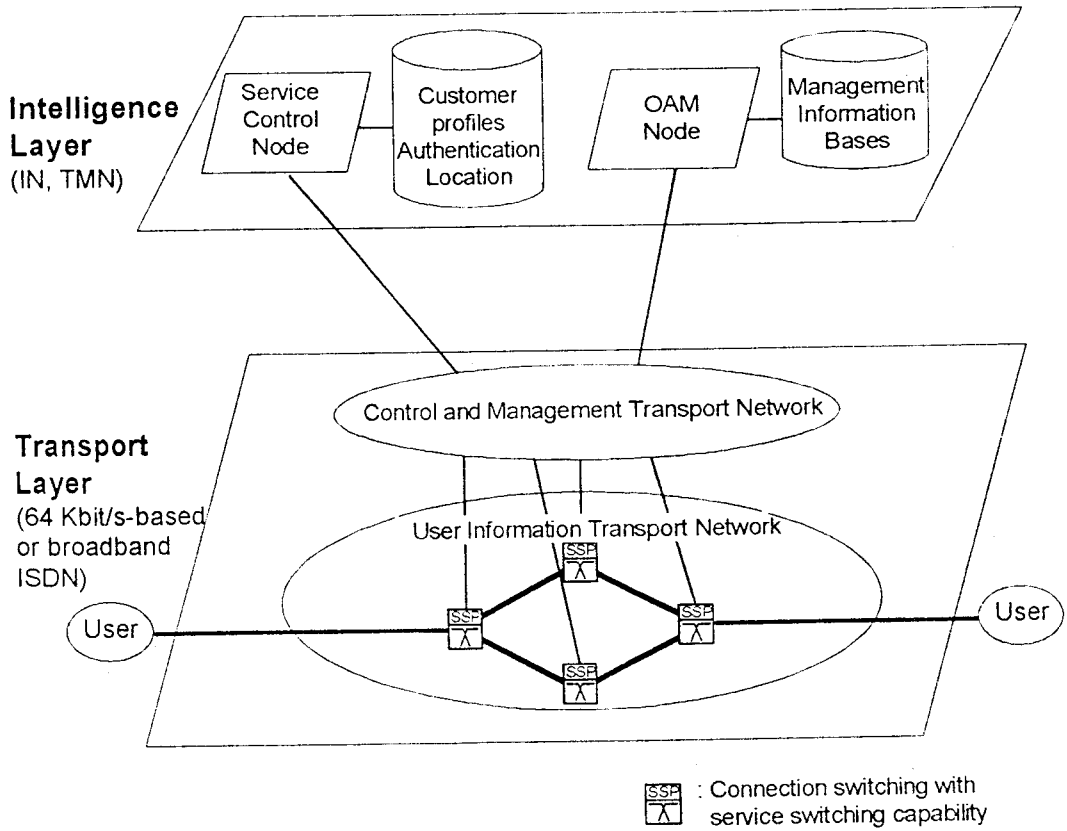 Intelligence
Layer
(IN, TMN)
Service
Control
Node
Customer
profiles
Authentication
Location
OAM
Node
Management
Information
Bases
Transport
Layer
(64 Kbit/s-based
or broadband
ISDN)
Control and Management Transport Network
User Information Transport Network
SSP
SSP
SSP
SSP
User
User
SSP
: Connection switching with
service switching capability